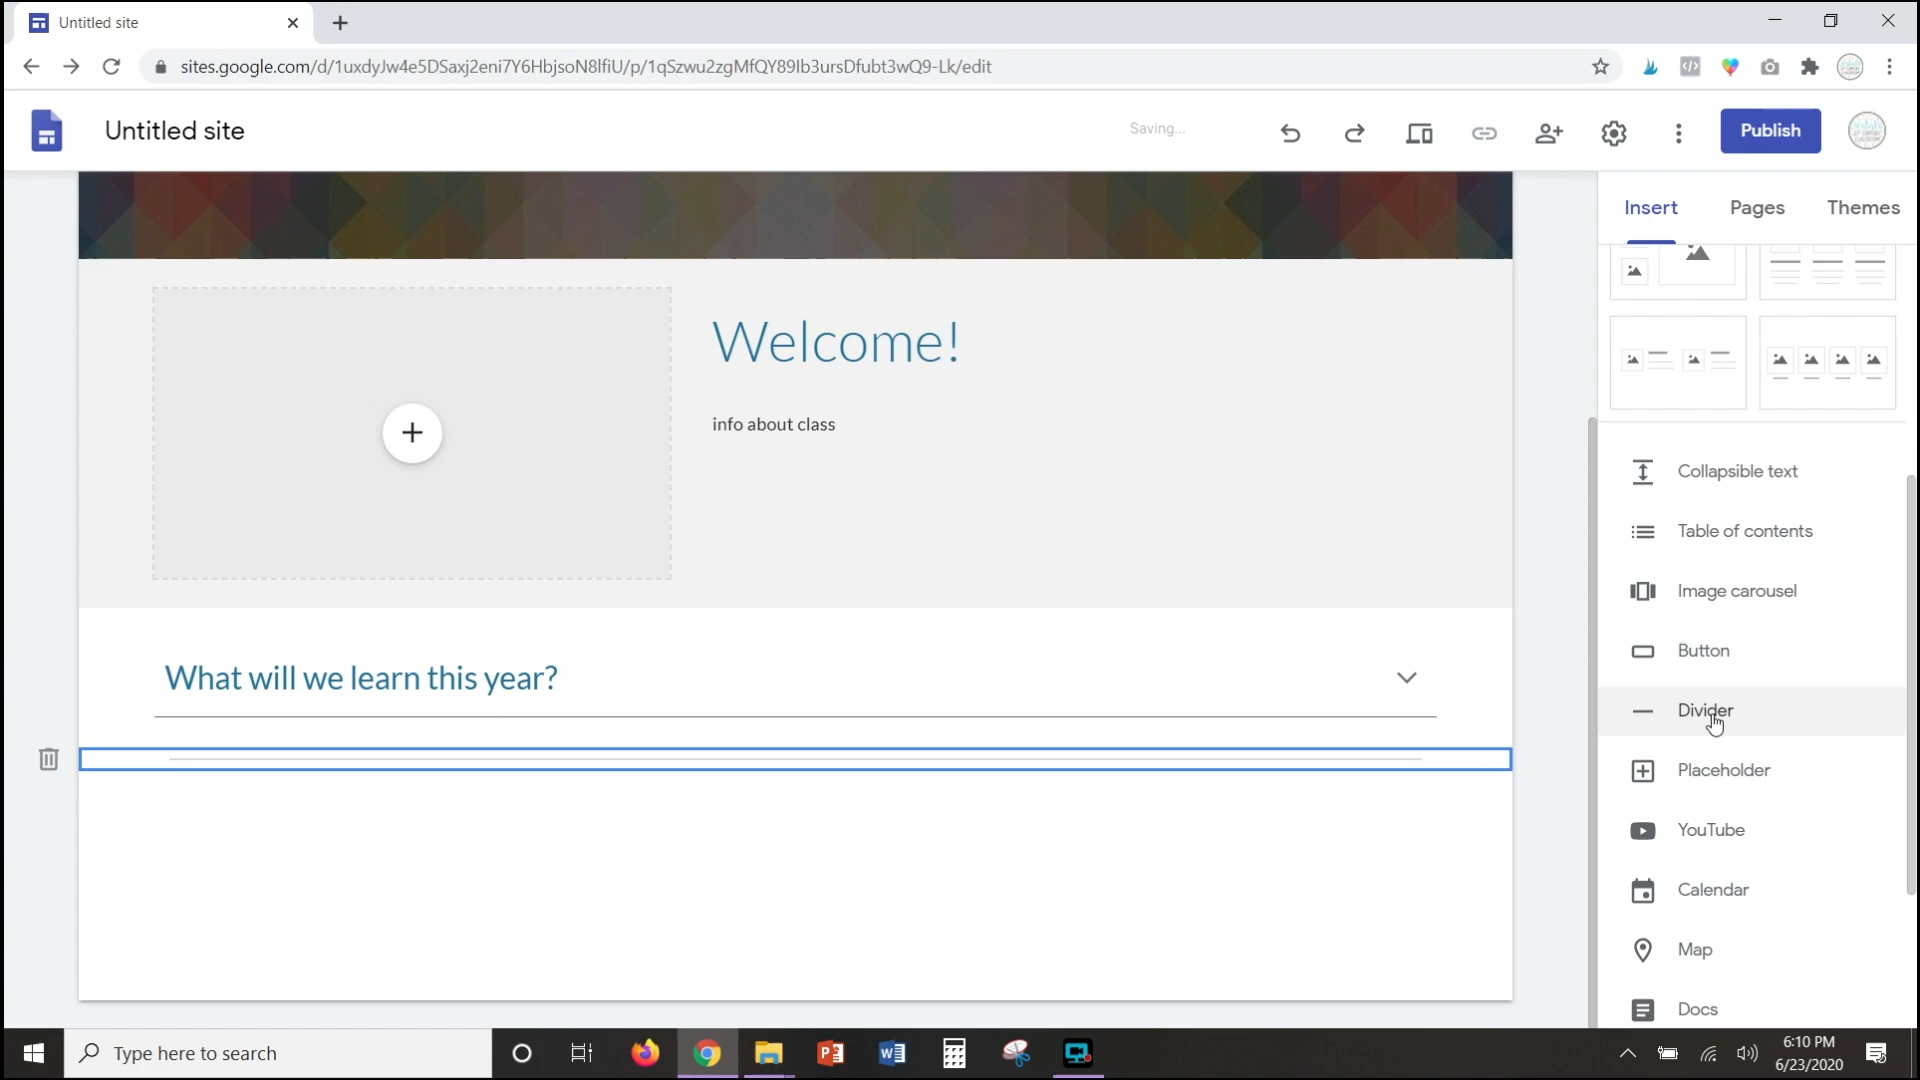 Untitled site
sites.google.com/d/1uxdyJw4e5DSaxj2eni7Y6HbjsoN8lfiU/p/1qSzwu2zgMfQY89Ib3ursDfubt3wQ9-Lk/edit
Untitled site
Saving...
Publish
Insert
Pages
Themes
Welcome!
info about class
What will we learn this year?
Collapsible text
Table of contents
Image carousel
Button
Divider
Placeholder
YouTube
Calendar
Map
Docs
Type here to search
6:10 PM
6/23/2020